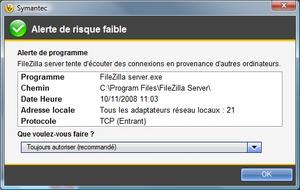 Symantec
Alerte de risque faible
Alerte de programme
FileZilla server tente d'écouter des connexions en provenance d'autres ordinateurs.
Programme FileZilla server.exe
Chemin C:\Program Files\FileZilla Server\
Date Heure 10/11/2008 11:03
Adresse locale Tous les adaptateurs réseau locaux : 21
Protocole TCP (Entrant)
Que voulez-vous faire ?
Toujours autoriser (recommandé)
OK